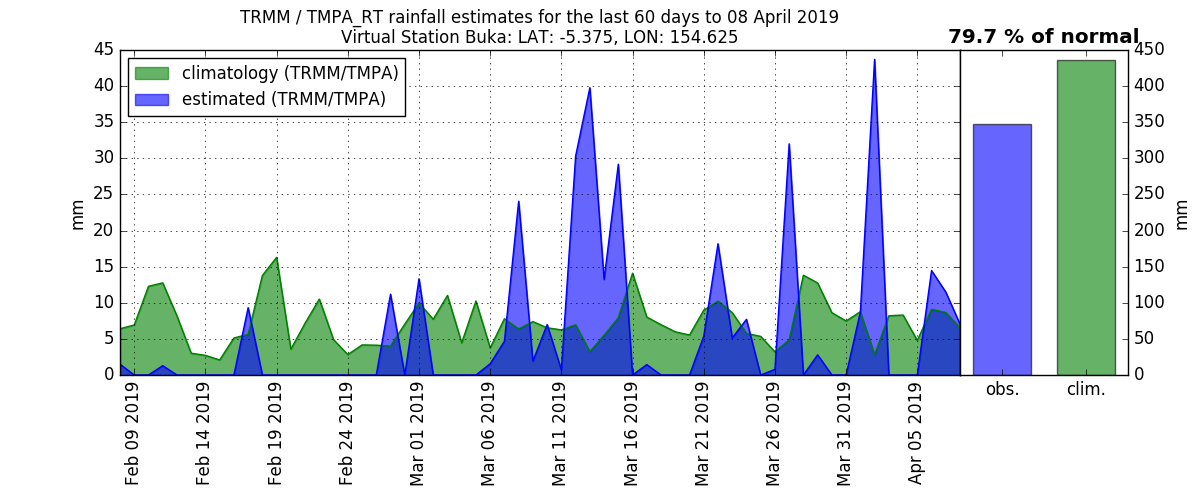 TRMM / TMPA_RT rainfall estimates for the last 60 days to 08 April 2019
Virtual Station Buka: LAT: -5.375, LON: 154.625
79.7 % of normal
climatology (TRMM/TMPA)
estimated (TRMM/TMPA)
mm
45
40
35
30
25
20
15
10
5
0
450
400
350
300
250
200
150
100
50
0
mm
obs.
clim.
Feb 09 2019
Feb 14 2019
Feb 19 2019
Feb 24 2019
Mar 01 2019
Mar 06 2019
Mar 11 2019
Mar 16 2019
Mar 21 2019
Mar 26 2019
Mar 31 2019
Apr 05 2019